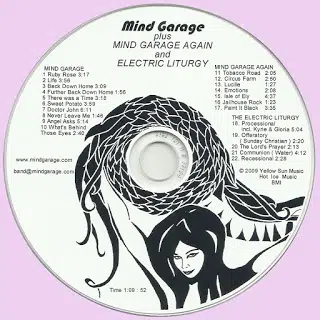 Mind Garage
plus
MIND GARAGE AGAIN
and
ELECTRIC LITURGY
MIND GARAGE
1 Ruby Rose 3:17
2 Life 3:56
3 Back Down Home 3:09
4 Further Back Down Home 1:56
5 There was a Time 3:18
6 Sweet Potato 3:59
7 Doctor John 5:11
8 Never Leave Me 1:46
9 Angel Asks 5:14
10 What's Behind
Those Eyes 2:40
www.mindgarage.com
band@mindgarage.com
MIND GARAGE AGAIN
11 Tobacco Road 2:05
12 Circus Farm 2:50
13. Lucille 1:27
14. Emotions 2:08
15. Isle of Ely 4:37
16 Jailhouse Rock 1:23
17. Paint It Black 3:35
THE ELECTRIC LITURGY
18. Processional
incl. Kyrie & Gloria 5:04
19. Offeratory
( Sunday Christian ) 2:20
20. The Lord's Prayer 2:13
21 Communion ( Water) 4:12
22. Recessional 2:28
© 2009 Yellow Sun Music
Hot Ice Music
BMI
Time 1:09 : 52